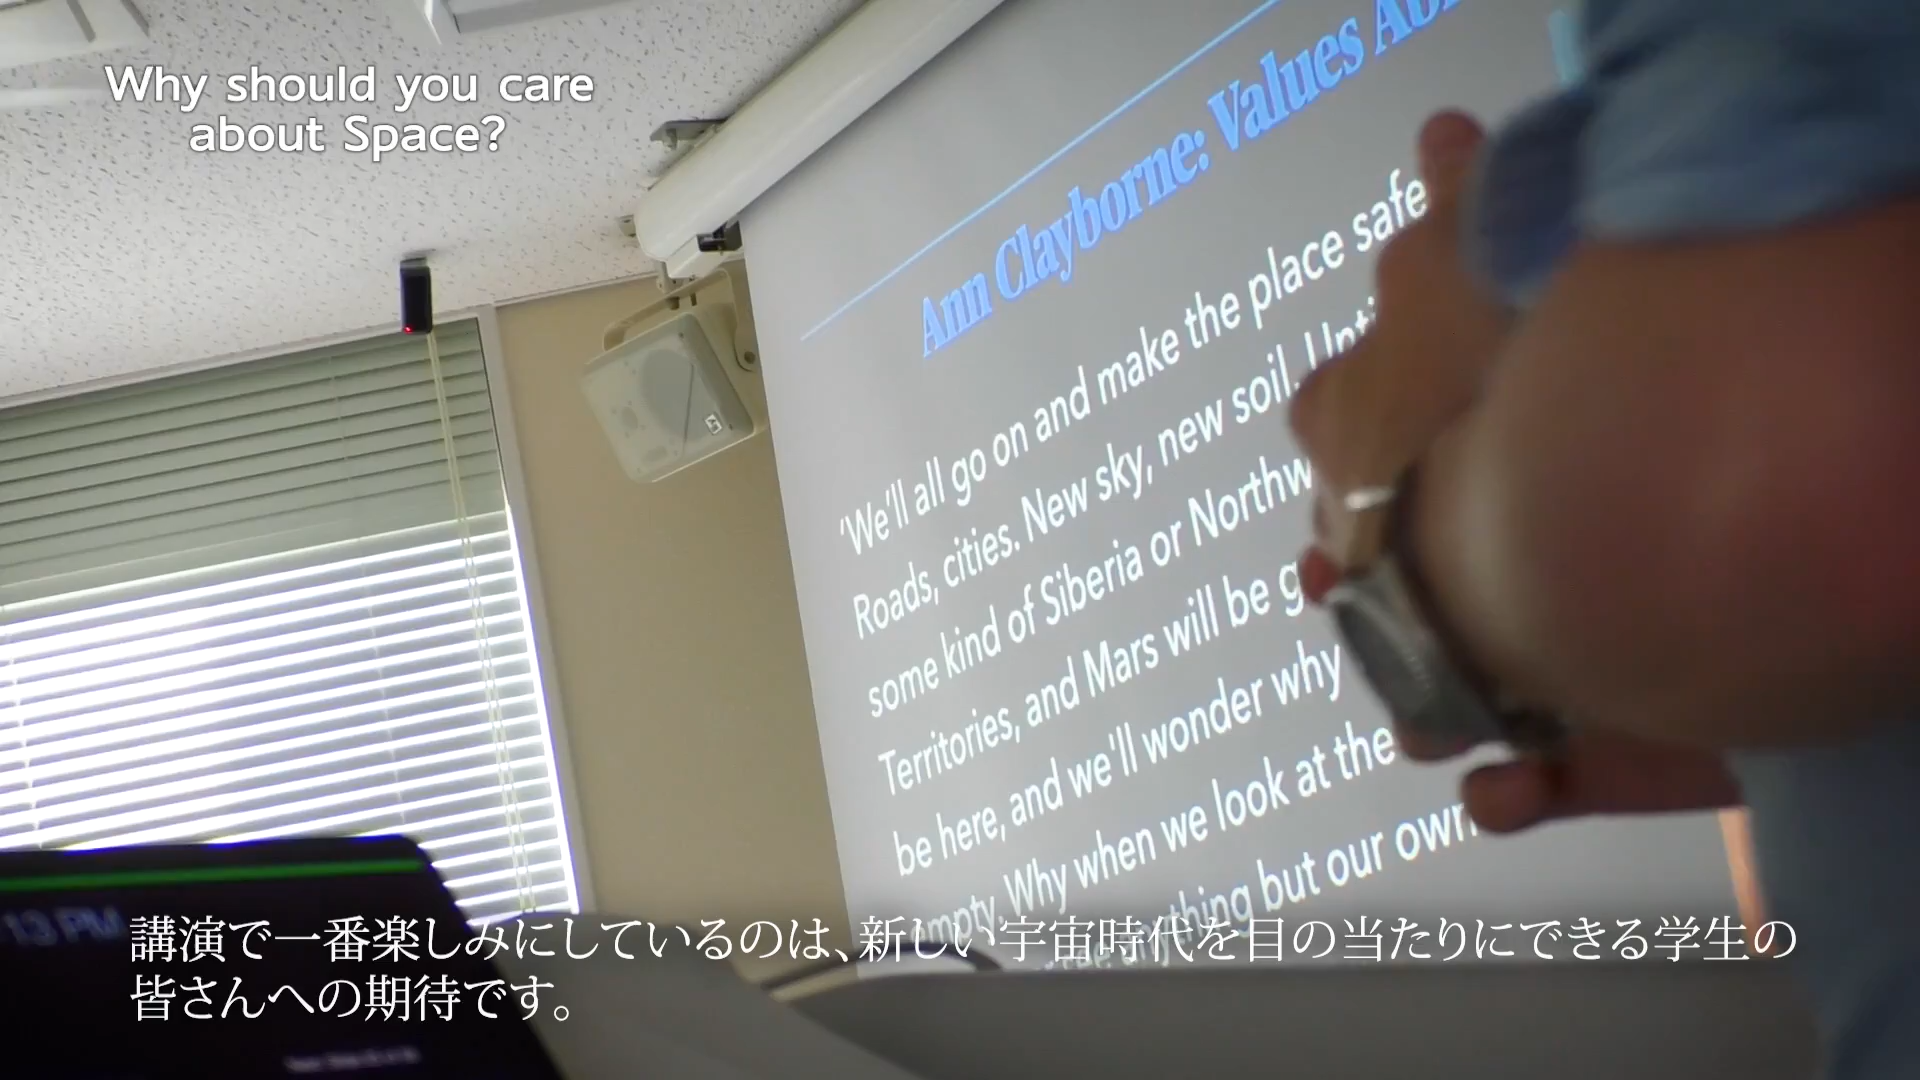 Why should you care
about Space?
Ann Clayborne: Values
'We'll all go on and make the place safe
Roads, cities. New sky, new soil.
some kind of Siberia or
Territories, and Mars will be
be here, and we'll wonder why
Why when we look at the
anything but our own
13 PM
講演で一番楽しみにしているのは、新しい宇宙時代を目の当たりにできる学生の
皆さんへの期待です。